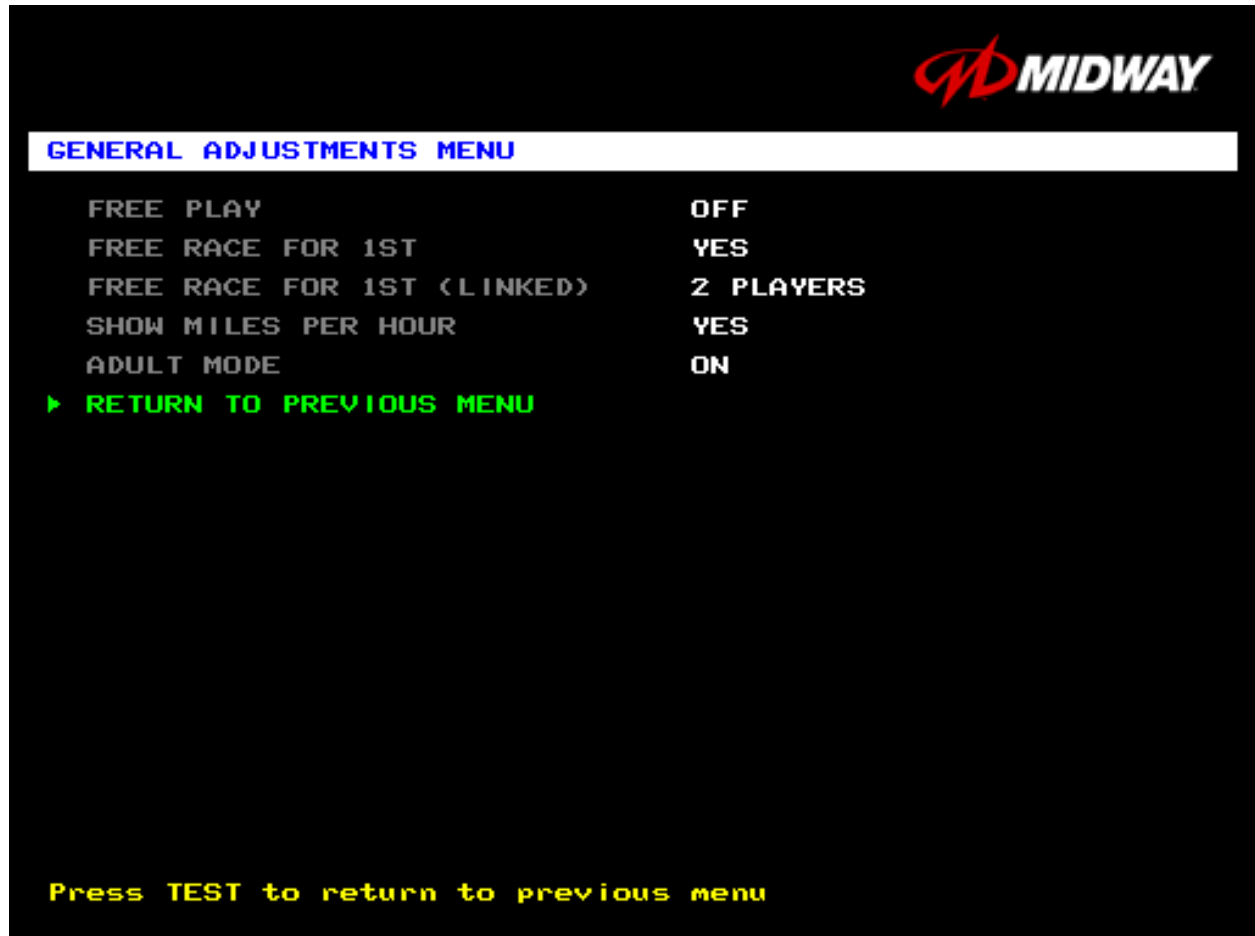 MIDWAY
GENERAL ADJUSTMENTS MENU
FREE PLAY OFF
FREE RACE FOR 1ST YES
FREE RACE FOR 1ST (LINKED) 2 PLAYERS
SHOW MILES PER HOUR YES
ADULT MODE ON
RETURN TO PREVIOUS MENU
Press TEST to return to previous menu